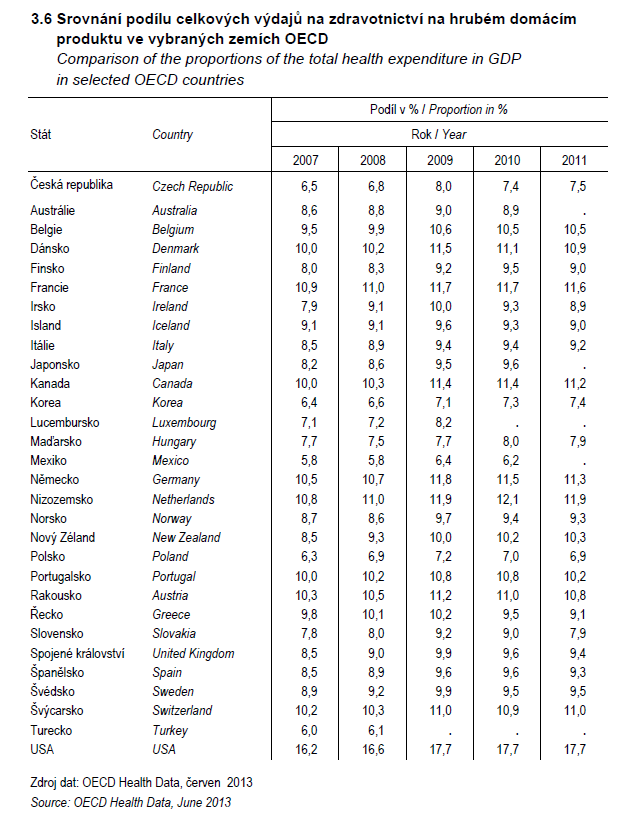 3.6 Srovnání podílu celkových výdajů na zdravotnictví na hrubém domácím
produktu ve vybraných zemích OECD
Comparison of the proportions of the total health expenditure in GDP
in selected OECD countries
Podíl v % / Proportion in %
Stát Country Rok / Year
2007 2008 2009 2010 2011
Česká republika Czech Republic 6,5 6,8 8,0 7,4 7,5
Austrálie Australia 8,6 8,8 9,0 8,9 .
Belgie Belgium 9,5 9,9 10,6 10,5 10,5
Dánsko Denmark 10,0 10,2 11,5 11,1 10,9
Finsko Finland 8,0 8,3 9,2 9,5 9,0
Francie France 10,9 11,0 11,7 11,7 11,6
Irsko Ireland 7,9 9,1 10,0 9,3 8,9
Island Iceland 9,1 9,1 9,6 9,3 9,0
Itálie Italy 8,5 8,9 9,4 9,4 9,2
Japonsko Japan 8,2 8,6 9,5 9,6 .
Kanada Canada 10,0 10,3 11,4 11,4 11,2
Korea Korea 6,4 6,6 7,1 7,3 7,4
Lucembursko Luxembourg 7,1 7,2 8,2 . .
Maďarsko Hungary 7,7 7,5 7,7 8,0 7,9
Mexiko Mexico 5,8 5,8 6,4 6,2 .
Německo Germany 10,5 10,7 11,8 11,5 11,3
Nizozemsko Netherlands 10,8 11,0 11,9 12,1 11,9
Norsko Norway 8,7 8,6 9,7 9,4 9,3
Nový Zéland New Zealand 8,5 9,3 10,0 10,2 10,3
Polsko Poland 6,3 6,9 7,2 7,0 6,9
Portugalsko Portugal 10,0 10,2 10,8 10,8 10,2
Rakousko Austria 10,3 10,5 11,2 11,0 10,8
Řecko Greece 9,8 10,1 10,2 9,5 9,1
Slovensko Slovakia 7,8 8,0 9,2 9,0 7,9
Spojené království United Kingdom 8,5 9,0 9,9 9,6 9,4
Španělsko Spain 8,5 8,9 9,6 9,6 9,3
Švédsko Sweden 8,9 9,2 9,9 9,5 9,5
Švýcarsko Switzerland 10,2 10,3 11,0 10,9 11,0
Turecko Turkey 6,0 6,1 . . .
USA USA 16,2 16,6 17,7 17,7 17,7
Zdroj dat: OECD Health Data, červen 2013
Source: OECD Health Data, June 2013